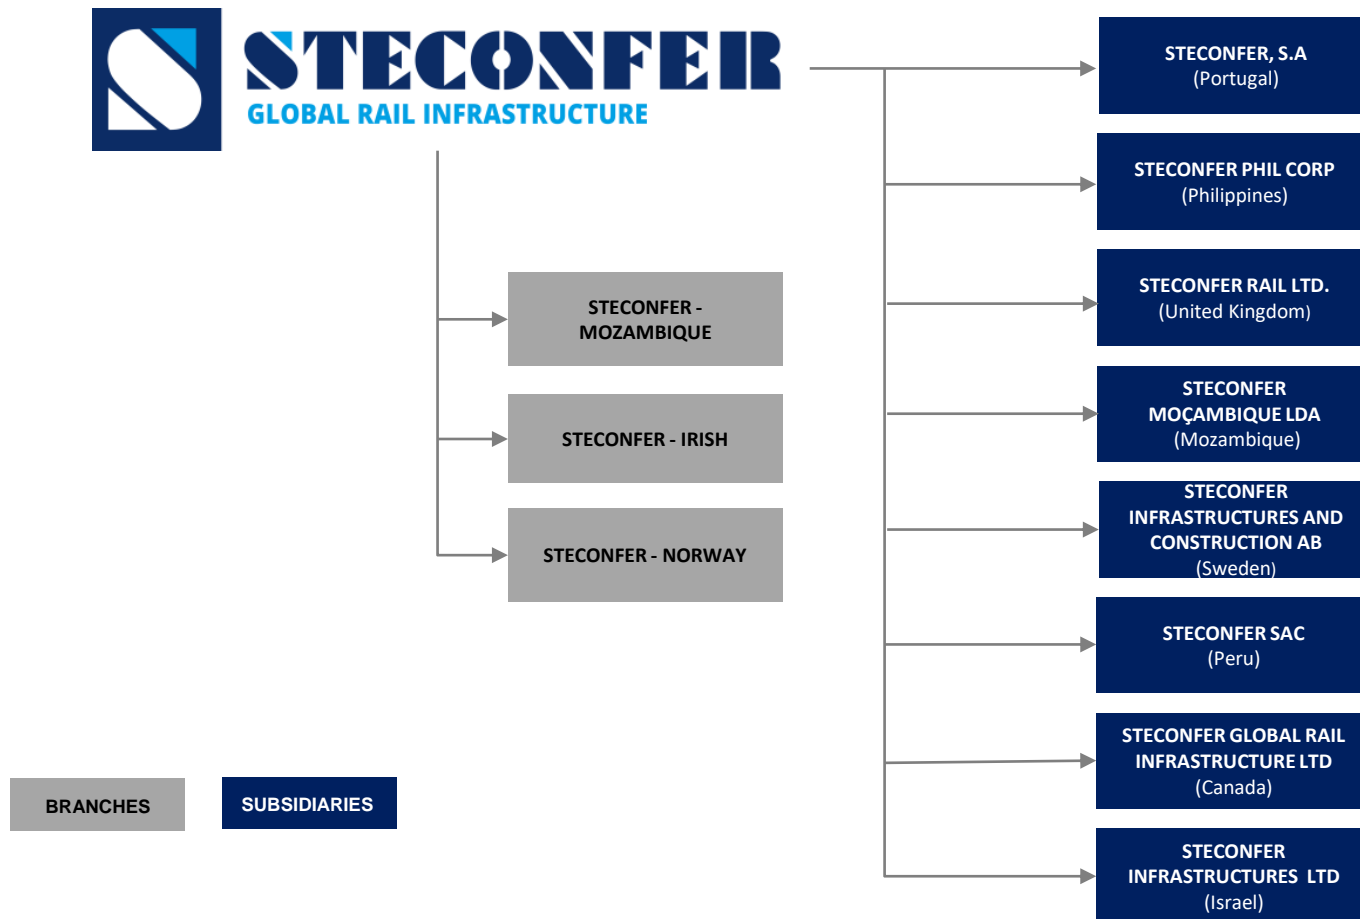 STECONFER
GLOBAL RAIL INFRASTRUCTURE
STECONFER -
MOZAMBIQUE
STECONFER - IRISH
STECONFER - NORWAY
BRANCHES
SUBSIDIARIES
STECONFER, S.A
(Portugal)
STECONFER PHIL CORP
(Philippines)
STECONFER RAIL LTD.
(United Kingdom)
STECONFER
MOÇAMBIQUE LDA
(Mozambique)
STECONFER
INFRASTRUCTURES AND
CONSTRUCTION AB
(Sweden)
STECONFER SAC
(Peru)
STECONFER GLOBAL RAIL
INFRASTRUCTURE LTD
(Canada)
STECONFER
INFRASTRUCTURES LTD
(Israel)